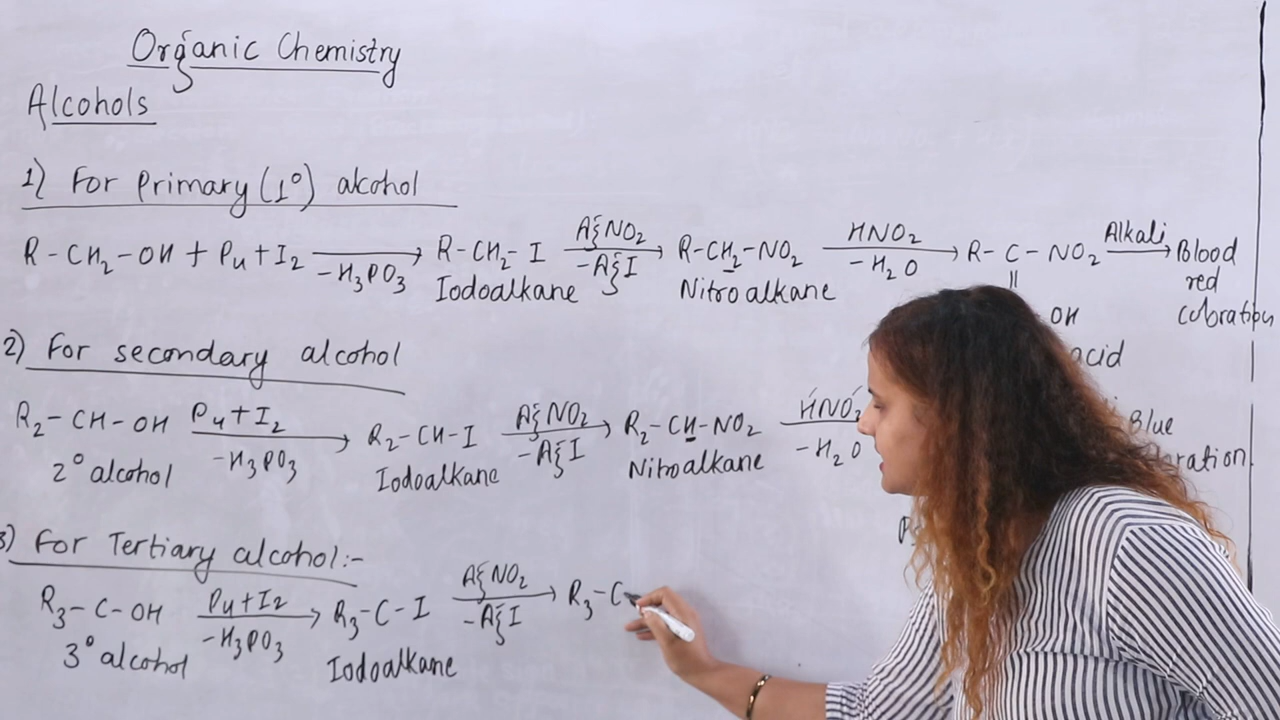 Organic Chemistry
Alcohols
1) For Primary (1°) alcohol
R-CH₂-OH + P₄ + I₂ → -H₃PO₃ R-CH₂-I AgNO₂ → -AgI R-CH₂-NO₂ HNO₂ → -H₂O R-C-NO₂ Alkali → Blood
Iodoalkane Nitroalkane || red
OH colouration
acid
2) For secondary alcohol
R₂-CH-OH P₄+I₂ → -H₃PO₃ R₂-CH-I AgNO₂ → -AgI R₂-CH-NO₂ HNO₂ -H₂O Blue
2° alcohol Iodoalkane Nitroalkane
3) For Tertiary alcohol:-
R₃-C-OH P₄+I₂ → -H₃PO₃ R₃-C-I AgNO₂ → -AgI R₃-C
3° alcohol Iodoalkane